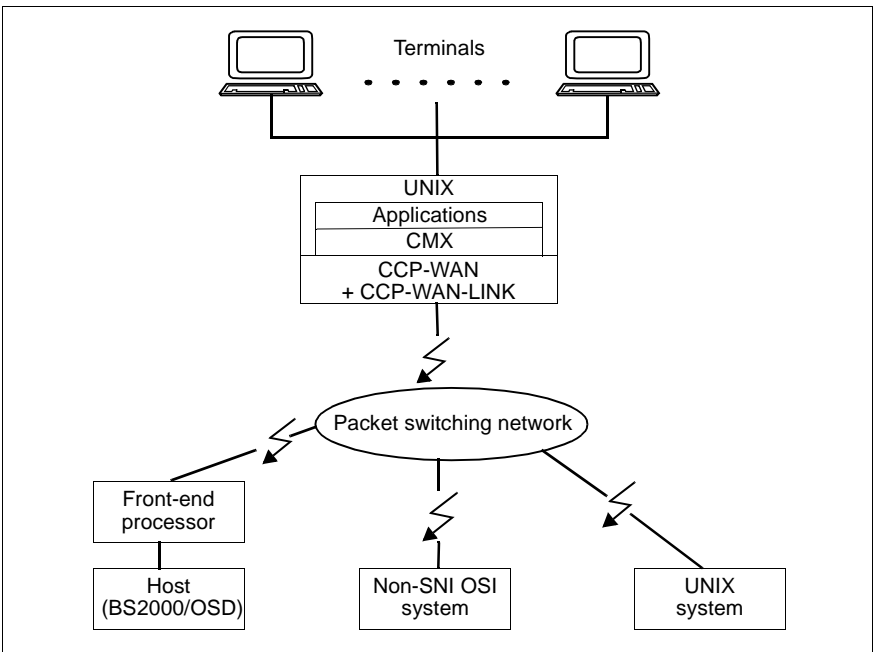 Terminals
UNIX
Applications
CMX
CCP-WAN
+ CCP-WAN-LINK
Packet switching network
Front-end
processor
Host
(BS2000/OSD)
Non-SNI OSI
system
UNIX
system